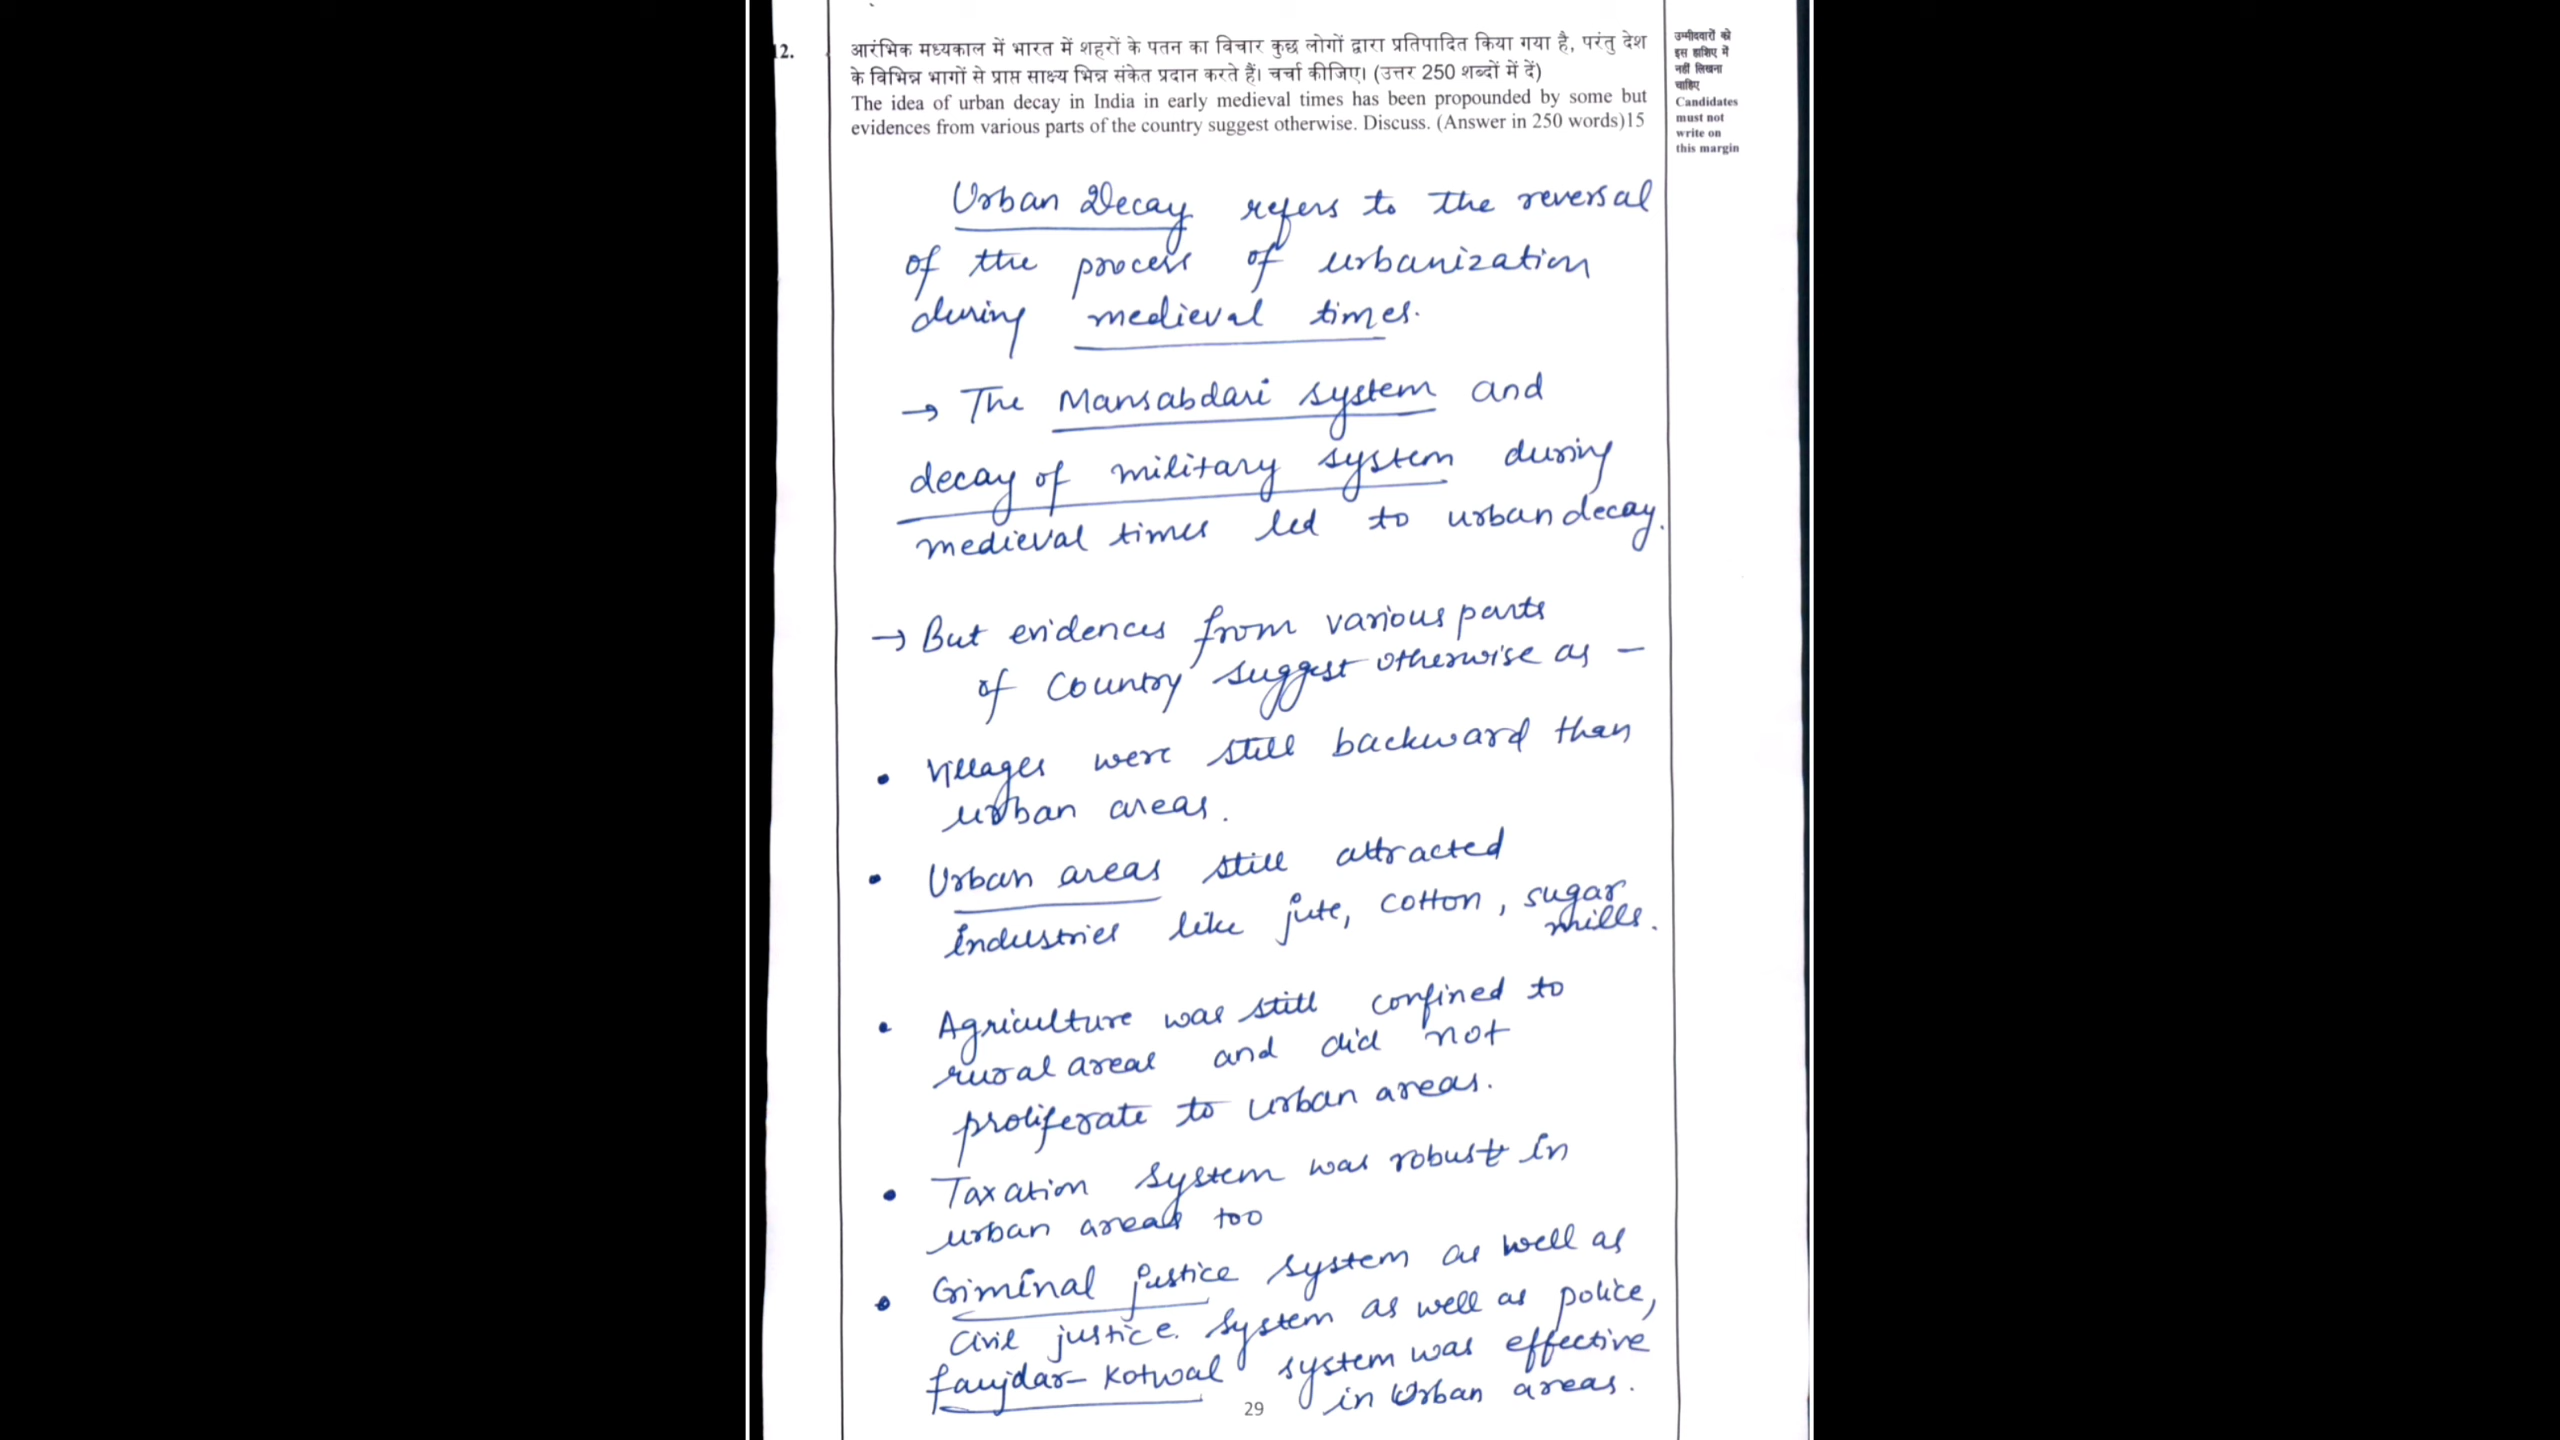 12.
आरंभिक मध्यकाल में भारत में शहरों के पतन का विचार कुछ लोगों द्वारा प्रतिपादित किया गया है, परंतु देश
के विभिन्न भागों से प्राप्त साक्ष्य भिन्न संकेत प्रदान करते हैं। चर्चा कीजिए। (उत्तर 250 शब्दों में दें)
The idea of urban decay in India in early medieval times has been propounded by some but
evidences from various parts of the country suggest otherwise. Discuss. (Answer in 250 words)15
उम्मीदवारों को
इस हाशिए में
नहीं लिखना
चाहिए
Candidates
must not
write on
this margin
Urban Decay refers to the reversal
of the process of urbanization
during medieval times.
→ The Mansabdari system and
decay of military system during
medieval times led to urban decay.
→ But evidences from various parts
of Country suggest otherwise as –
• Villages were still backward than
urban areas.
• Urban areas still attracted
industries like jute, cotton, sugar
mills.
• Agriculture was still confined to
rural areas and did not
proliferate to urban areas.
• Taxation system was robust in
urban areas too
• Criminal justice system as well as
civil justice system as well as police,
faujdar– Kotwal system was effective
in Urban areas.
29